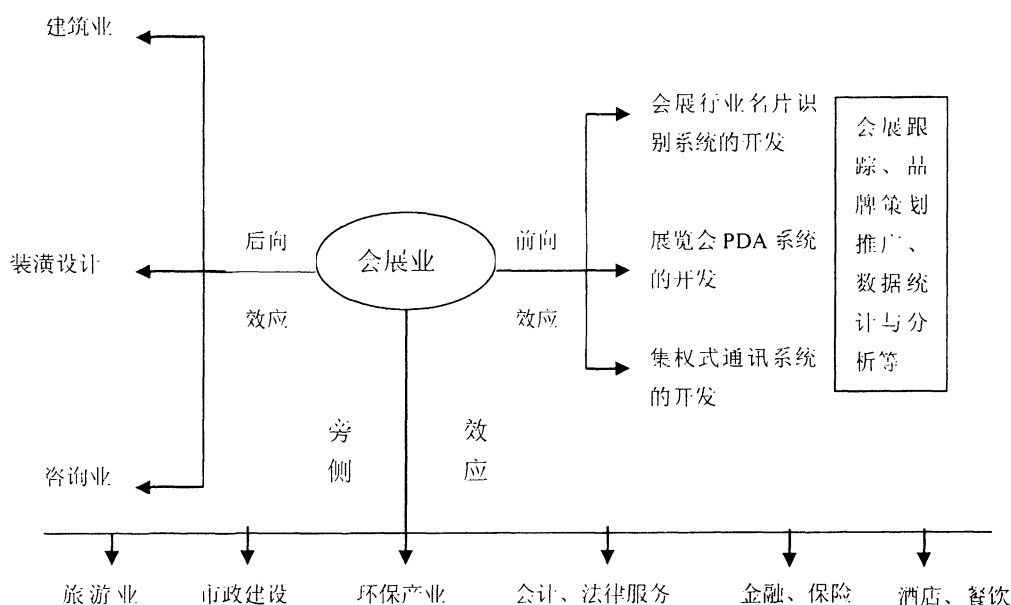 建筑业
会展行业名片识
别系统的开发
会展跟
踪、品
牌策划
推广、
数据统
计与分
析等
后向
效应
会展业
前向
效应
展览会 PDA 系统
的开发
装潢设计
集权式通讯系统
的开发
旁侧
效应
咨询业
旅游业
市政建设
环保产业
会计、法律服务
金融、保险
酒店、餐饮